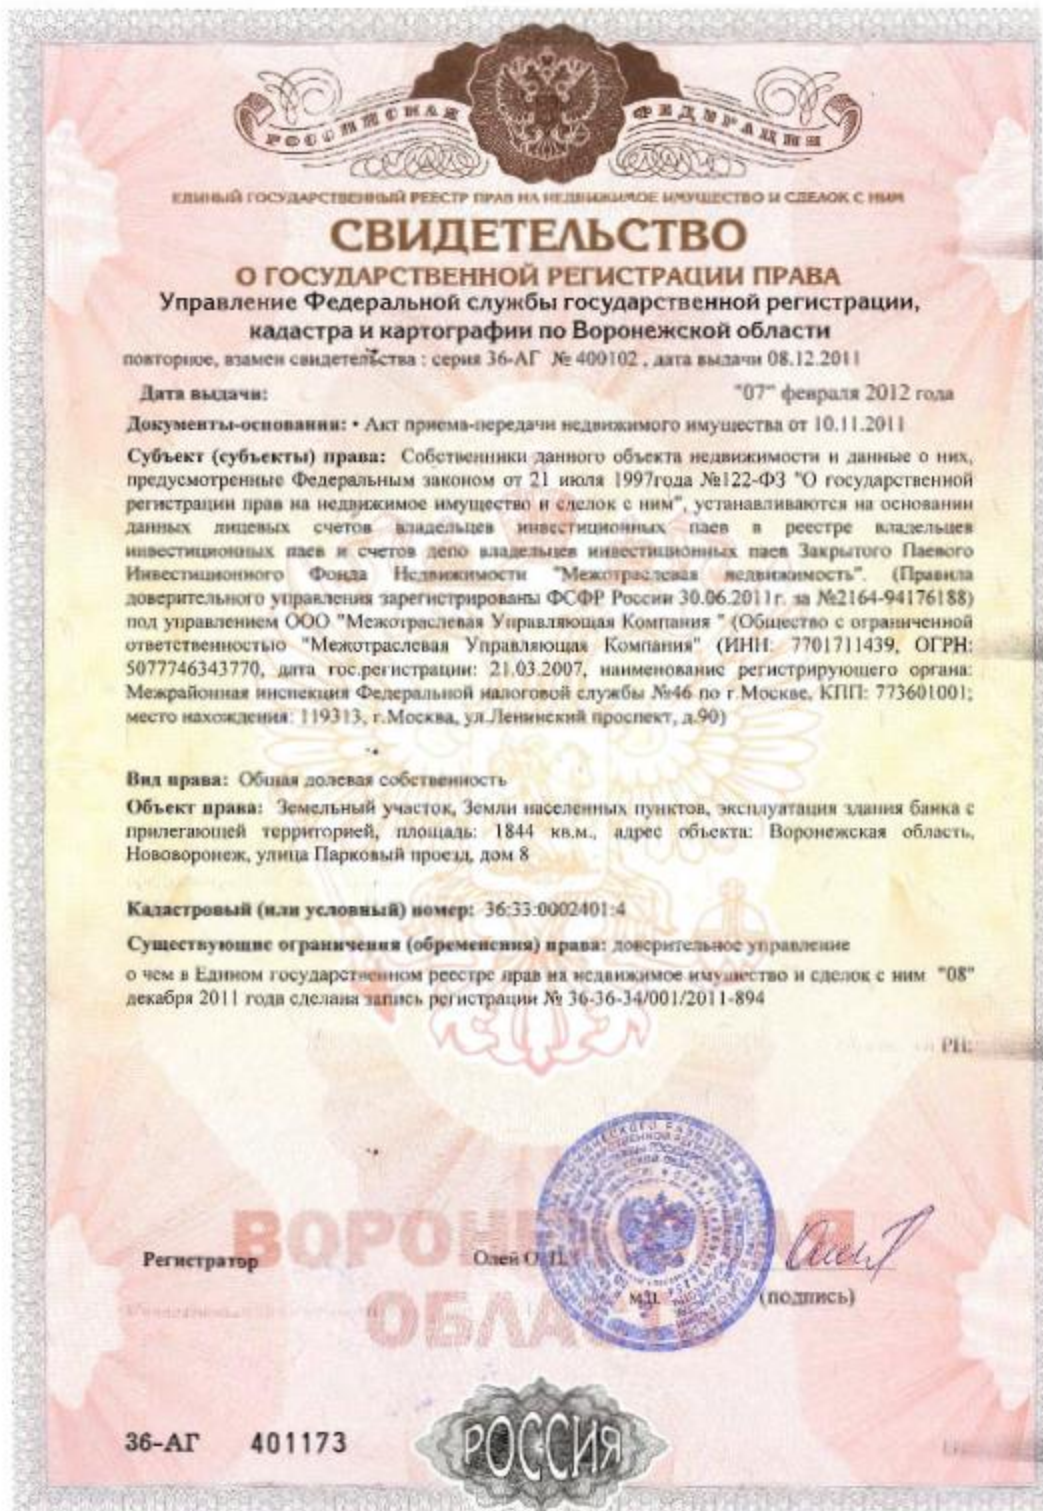 РОССИЙСКАЯ ФЕДЕРАЦИЯ
ЕДИНЫЙ ГОСУДАРСТВЕННЫЙ РЕЕСТР ПРАВ НА НЕДВИЖИМОЕ ИМУЩЕСТВО И СДЕЛОК С НИМ
СВИДЕТЕЛЬСТВО
О ГОСУДАРСТВЕННОЙ РЕГИСТРАЦИИ ПРАВА
Управление Федеральной службы государственной регистрации,
кадастра и картографии по Воронежской области
повторное, взамен свидетельства : серия 36-АГ № 400102 , дата выдачи 08.12.2011
Дата выдачи: "07" февраля 2012 года
Документы-основания: • Акт приема-передачи недвижимого имущества от 10.11.2011
Субъект (субъекты) права: Собственники данного объекта недвижимости и данные о них,
предусмотренные Федеральным законом от 21 июля 1997года №122-ФЗ "О государственной
регистрации прав на недвижимое имущество и сделок с ним", устанавливаются на основании
данных лицевых счетов владельцев инвестиционных паев в реестре владельцев
инвестиционных паев и счетов депо владельцев инвестиционных паев Закрытого Паевого
Инвестиционного Фонда Недвижимости "Межотраслевая недвижимость". (Правила
доверительного управления зарегистрированы ФСФР России 30.06.2011г. за №2164-94176188)
под управлением ООО "Межотраслевая Управляющая Компания " (Общество с ограниченной
ответственностью "Межотраслевая Управляющая Компания" (ИНН: 7701711439, ОГРН:
5077746343770, дата гос.регистрации: 21.03.2007, наименование регистрирующего органа:
Межрайонная инспекция Федеральной налоговой службы №46 по г.Москве, КПП: 773601001;
место нахождения: 119313, г.Москва, ул.Ленинский проспект, д.90)
Вид права: Общая долевая собственность
Объект права: Земельный участок, Земли населенных пунктов, эксплуатация здания банка с
прилегающей территорией, площадь: 1844 кв.м., адрес объекта: Воронежская область,
Нововоронеж, улица Парковый проезд, дом 8
Кадастровый (или условный) номер: 36:33:0002401:4
Существующие ограничения (обременения) права: доверительное управление
о чем в Едином государственном реестре прав на недвижимое имущество и сделок с ним "08"
декабря 2011 года сделана запись регистрации № 36-36-34/001/2011-894
Регистратор Олей О. П.
М.П. (подпись)
36-АГ 401173
РОССИЯ